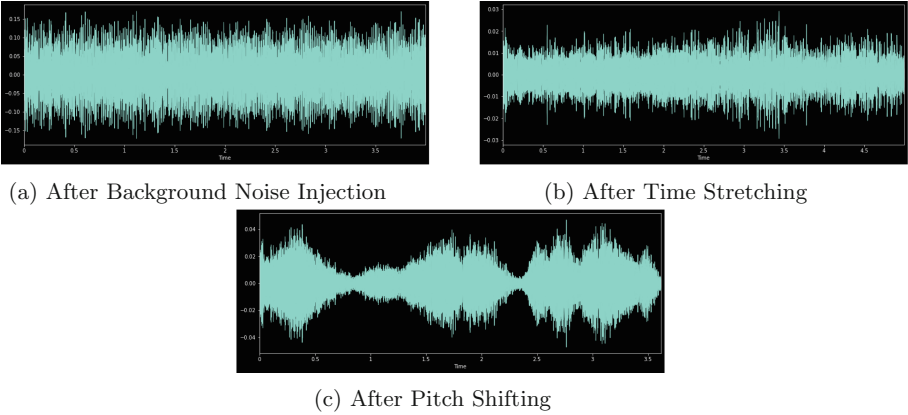 0.15
0.10
0.05
0.00
−0.05
−0.10
−0.15
0 0.5 1 1.5 2 2.5 3 3.5
Time
0.03
0.02
0.01
0.00
−0.01
−0.02
−0.03
0 0.5 1 1.5 2 2.5 3 3.5 4 4.5
Time
(a) After Background Noise Injection
(b) After Time Stretching
0.04
0.02
0.00
−0.02
−0.04
0 0.5 1 1.5 2 2.5 3 3.5
Time
(c) After Pitch Shifting